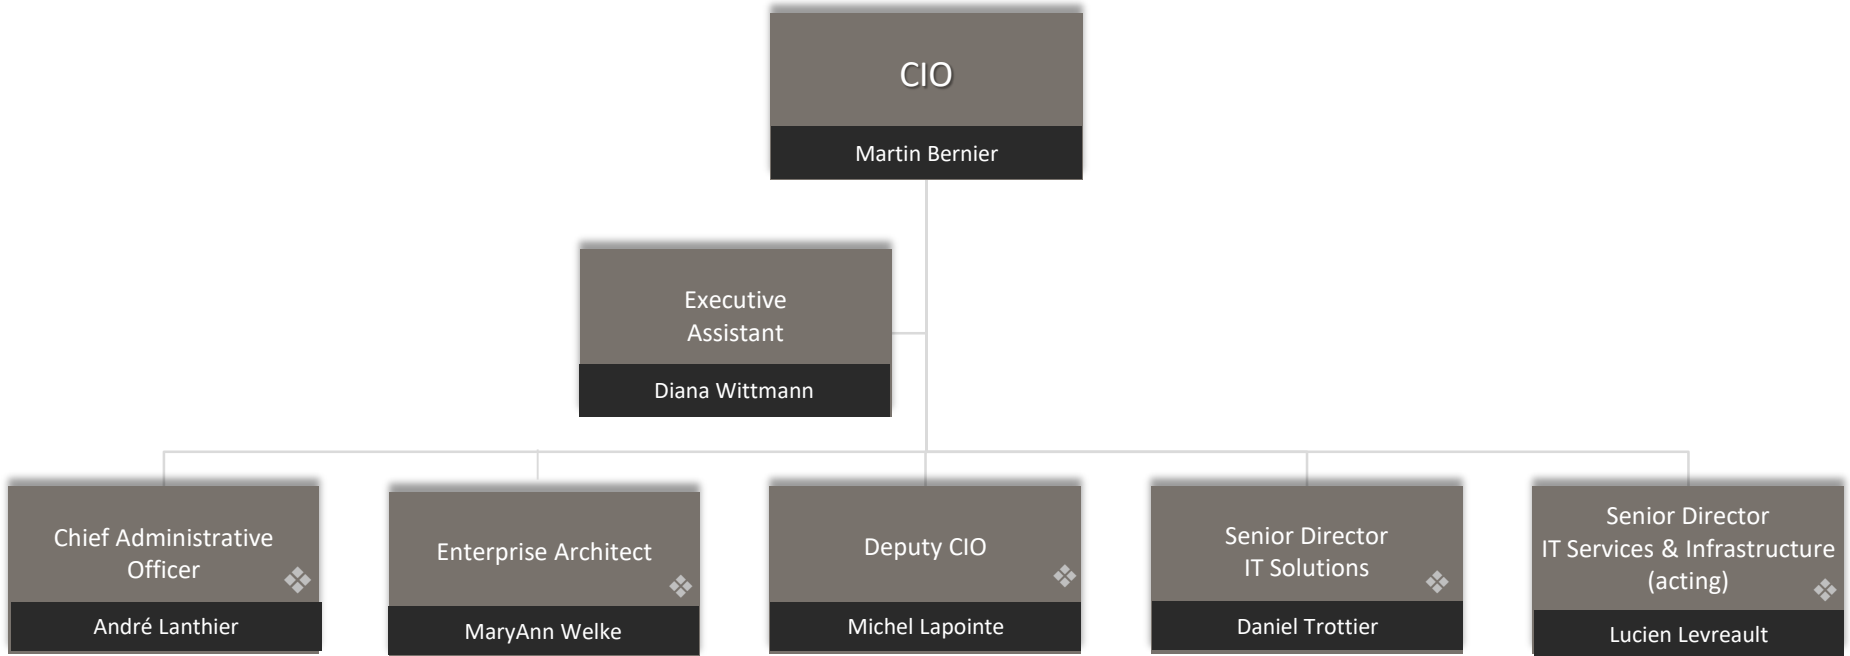 CIO
Martin Bernier
Executive
Assistant
Diana Wittmann
Chief Administrative
Officer
André Lanthier
Enterprise Architect
MaryAnn Welke
Deputy CIO
Michel Lapointe
Senior Director
IT Solutions
Daniel Trottier
Senior Director
IT Services & Infrastructure
(acting)
Lucien Levreault